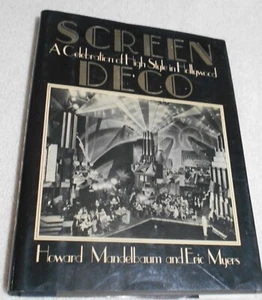 SCREEN
A Celebration of High Style in Hollywood
DECO
Howard Mandelbaum and Eric Myers